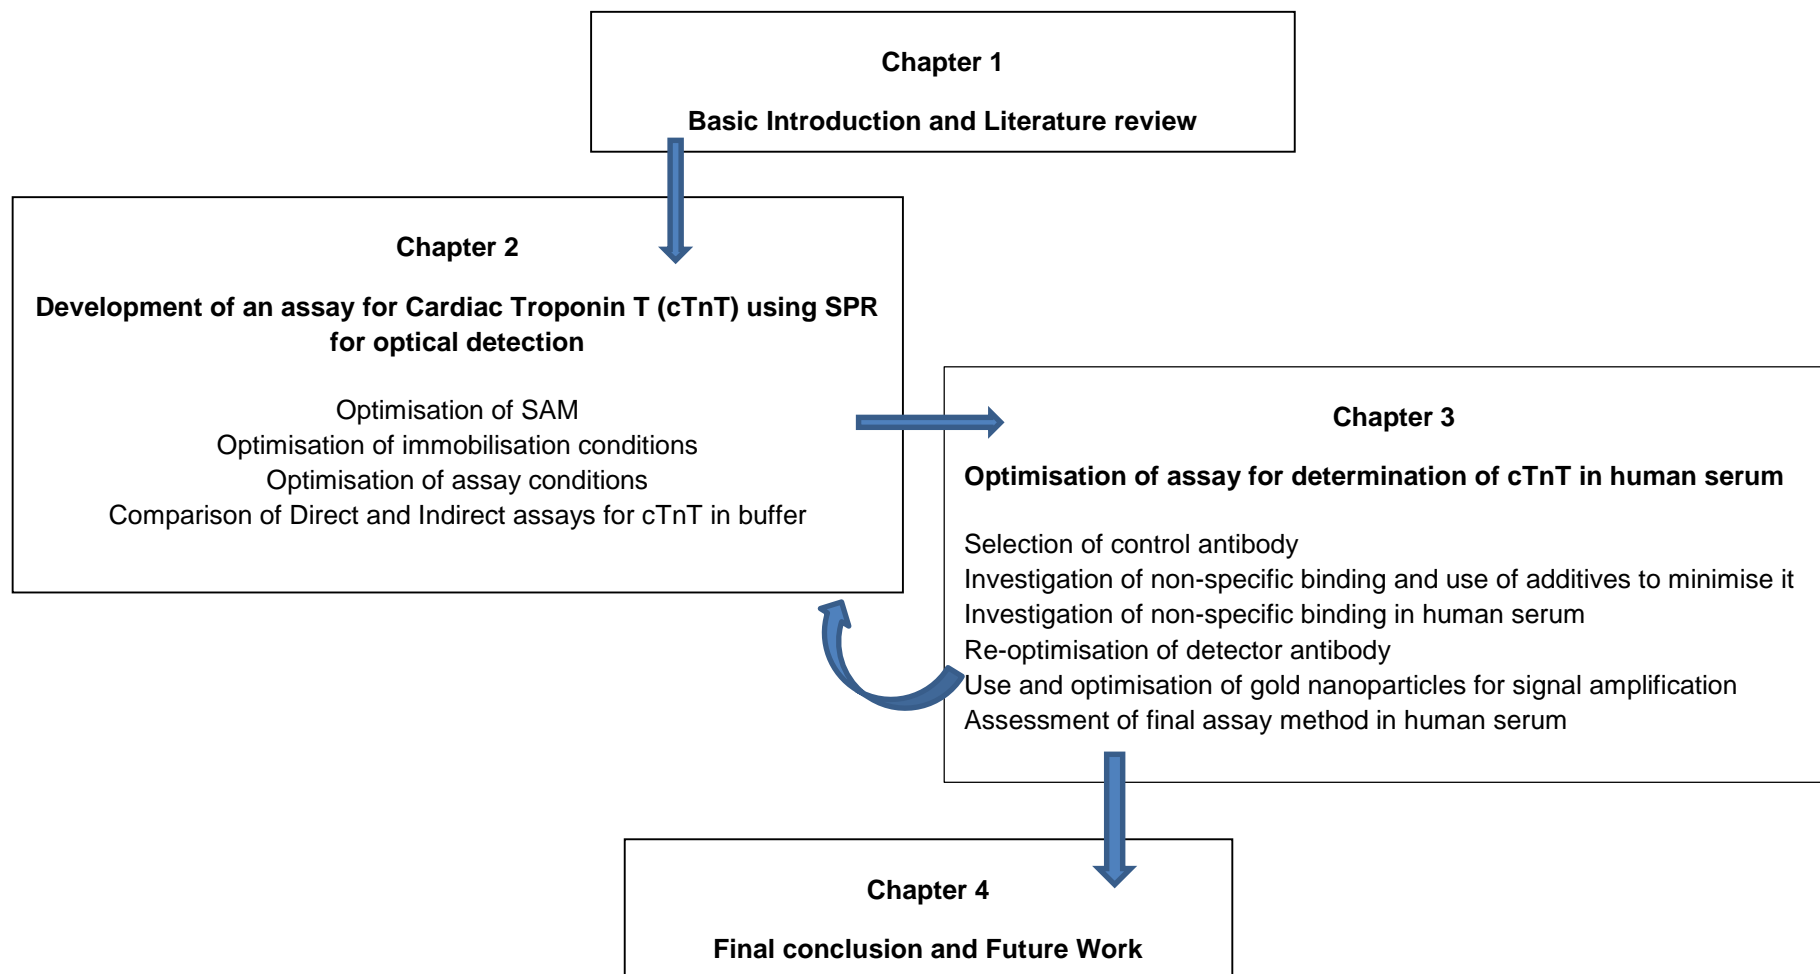 Chapter 1
Basic Introduction and Literature review
Chapter 2
Development of an assay for Cardiac Troponin T (cTnT) using SPR
for optical detection
Optimisation of SAM
Optimisation of immobilisation conditions
Optimisation of assay conditions
Comparison of Direct and Indirect assays for cTnT in buffer
Chapter 3
Optimisation of assay for determination of cTnT in human serum
Selection of control antibody
Investigation of non-specific binding and use of additives to minimise it
Investigation of non-specific binding in human serum
Re-optimisation of detector antibody
Use and optimisation of gold nanoparticles for signal amplification
Assessment of final assay method in human serum
Chapter 4
Final conclusion and Future Work